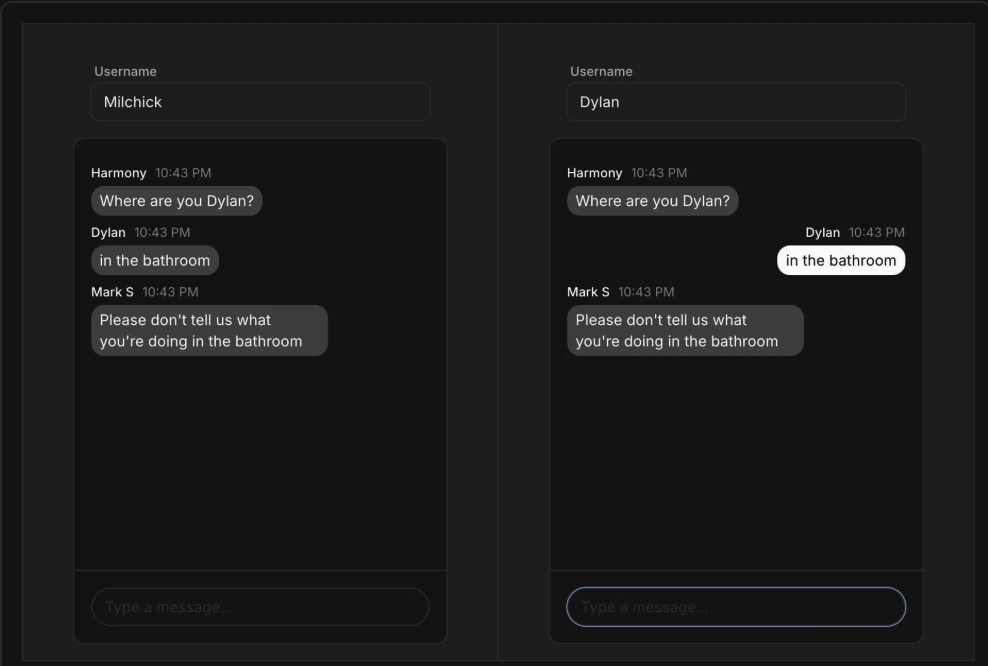 Username
Milchick
Harmony 10:43 PM
Where are you Dylan?
Dylan 10:43 PM
in the bathroom
Mark S 10:43 PM
Please don't tell us what
you're doing in the bathroom
Type a message...
Username
Dylan
Harmony 10:43 PM
Where are you Dylan?
Dylan 10:43 PM
in the bathroom
Mark S 10:43 PM
Please don't tell us what
you're doing in the bathroom
Type a message...